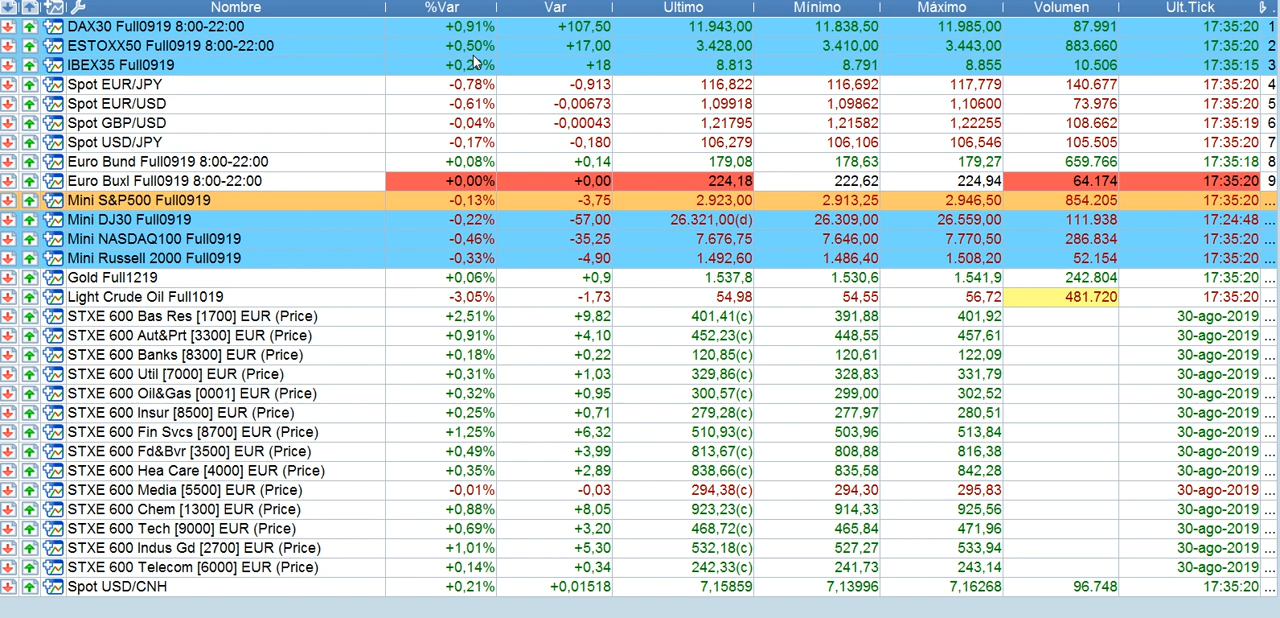 Nombre %Var Var Último Mínimo Máximo Volumen Ult.Tick
DAX30 Full0919 8:00-22:00 +0,91% +107,50 11.943,00 11.838,50 11.985,00 87.991 17:35:20 1
ESTOXX50 Full0919 8:00-22:00 +0,50% +17,00 3.428,00 3.410,00 3.443,00 883.660 17:35:20 2
IBEX35 Full0919 +18 8.813 8.791 8.855 10.506 17:35:15 3
Spot EUR/JPY -0,78% -0,913 116,822 116,692 117,779 140.677 17:35:20 4
Spot EUR/USD -0,61% -0,00673 1,09918 1,09862 1,10600 73.976 17:35:20 5
Spot GBP/USD -0,04% -0,00043 1,21795 1,21582 1,22255 108.662 17:35:19 6
Spot USD/JPY -0,17% -0,180 106,279 106,106 106,546 105.505 17:35:20 7
Euro Bund Full0919 8:00-22:00 +0,08% +0,14 179,08 178,63 179,27 659.766 17:35:18 8
Euro Buxl Full0919 8:00-22:00 +0,00% +0,00 224,18 222,62 224,94 64.174 17:35:20 9
Mini S&P500 Full0919 -0,13% -3,75 2.923,00 2.913,25 2.946,50 854.205 17:35:20 ...
Mini DJ30 Full0919 -0,22% -57,00 26.321,00(d) 26.309,00 26.559,00 111.938 17:24:48 ...
Mini NASDAQ100 Full0919 -0,46% -35,25 7.676,75 7.646,00 7.770,50 286.834 17:35:20 ...
Mini Russell 2000 Full0919 -0,33% -4,90 1.492,60 1.486,40 1.508,20 52.154 17:35:20 ...
Gold Full1219 +0,06% +0,9 1.537,8 1.530,6 1.541,9 242.804 17:35:20 ...
Light Crude Oil Full1019 -3,05% -1,73 54,98 54,55 56,72 481.720 17:35:20 ...
STXE 600 Bas Res [1700] EUR (Price) +2,51% +9,82 401,41(c) 391,88 401,92 30-ago-2019 ...
STXE 600 Aut&Prt [3300] EUR (Price) +0,91% +4,10 452,23(c) 448,55 457,61 30-ago-2019 ...
STXE 600 Banks [8300] EUR (Price) +0,18% +0,22 120,85(c) 120,61 122,09 30-ago-2019 ...
STXE 600 Util [7000] EUR (Price) +0,31% +1,03 329,86(c) 328,83 331,79 30-ago-2019 ...
STXE 600 Oil&Gas [0001] EUR (Price) +0,32% +0,95 300,57(c) 299,00 302,52 30-ago-2019 ...
STXE 600 Insur [8500] EUR (Price) +0,25% +0,71 279,28(c) 277,97 280,51 30-ago-2019 ...
STXE 600 Fin Svcs [8700] EUR (Price) +1,25% +6,32 510,93(c) 503,96 513,84 30-ago-2019 ...
STXE 600 Fd&Bvr [3500] EUR (Price) +0,49% +3,99 813,67(c) 808,88 816,38 30-ago-2019 ...
STXE 600 Hea Care [4000] EUR (Price) +0,35% +2,89 838,66(c) 835,58 842,28 30-ago-2019 ...
STXE 600 Media [5500] EUR (Price) -0,01% -0,03 294,38(c) 294,30 295,83 30-ago-2019 ...
STXE 600 Chem [1300] EUR (Price) +0,88% +8,05 923,23(c) 914,33 925,56 30-ago-2019 ...
STXE 600 Tech [9000] EUR (Price) +0,69% +3,20 468,72(c) 465,84 471,96 30-ago-2019 ...
STXE 600 Indus Gd [2700] EUR (Price) +1,01% +5,30 532,18(c) 527,27 533,94 30-ago-2019 ...
STXE 600 Telecom [6000] EUR (Price) +0,14% +0,34 242,33(c) 241,73 243,14 30-ago-2019 ...
Spot USD/CNH +0,21% +0,01518 7,15859 7,13996 7,16268 96.748 17:35:20 ...